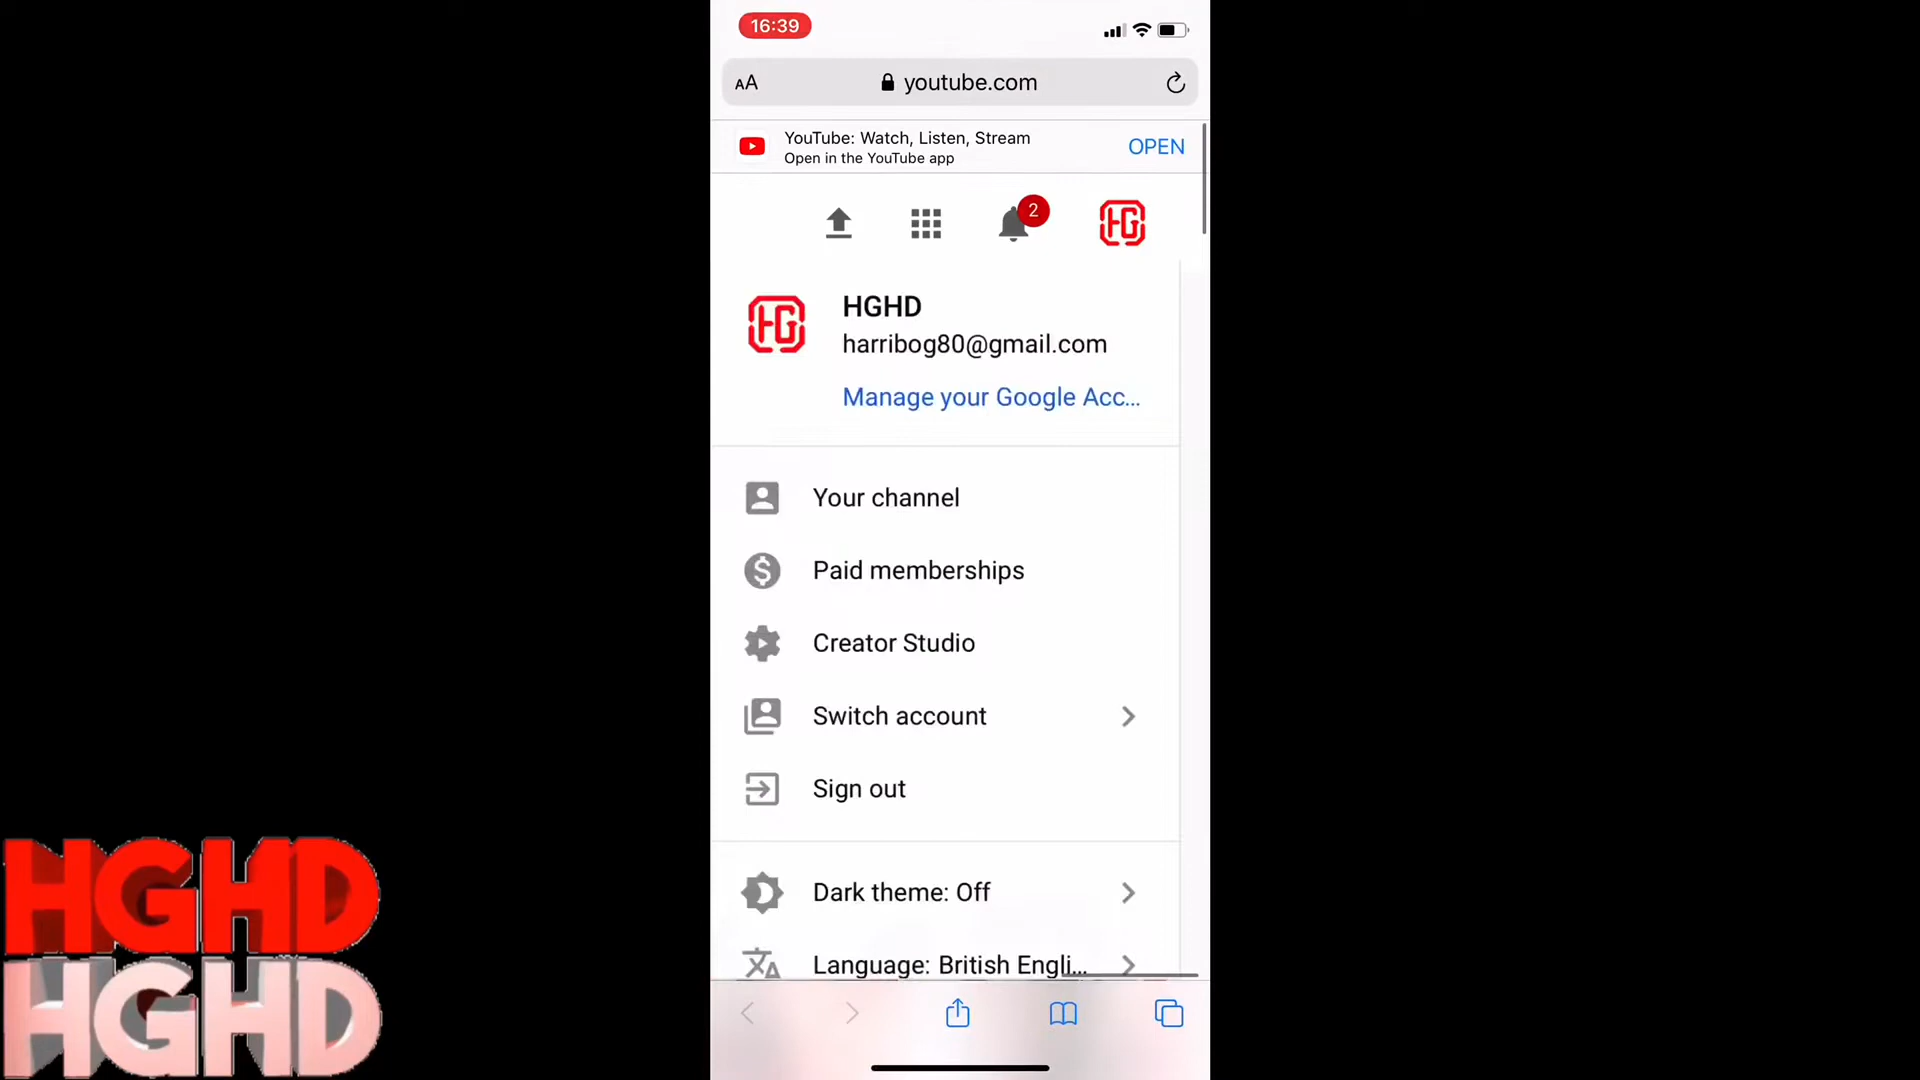 16:39
AA
youtube.com
YouTube: Watch, Listen, Stream
Open in the YouTube app
OPEN
2
HG
HG
HGHD
harribog80@gmail.com
Manage your Google Acc...
Your channel
Paid memberships
Creator Studio
Switch account
Sign out
Dark theme: Off
Language: British Engli...
HGHD
HGHD